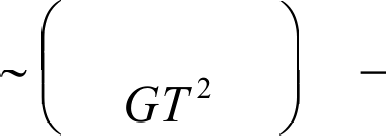 ~( GT² ) −